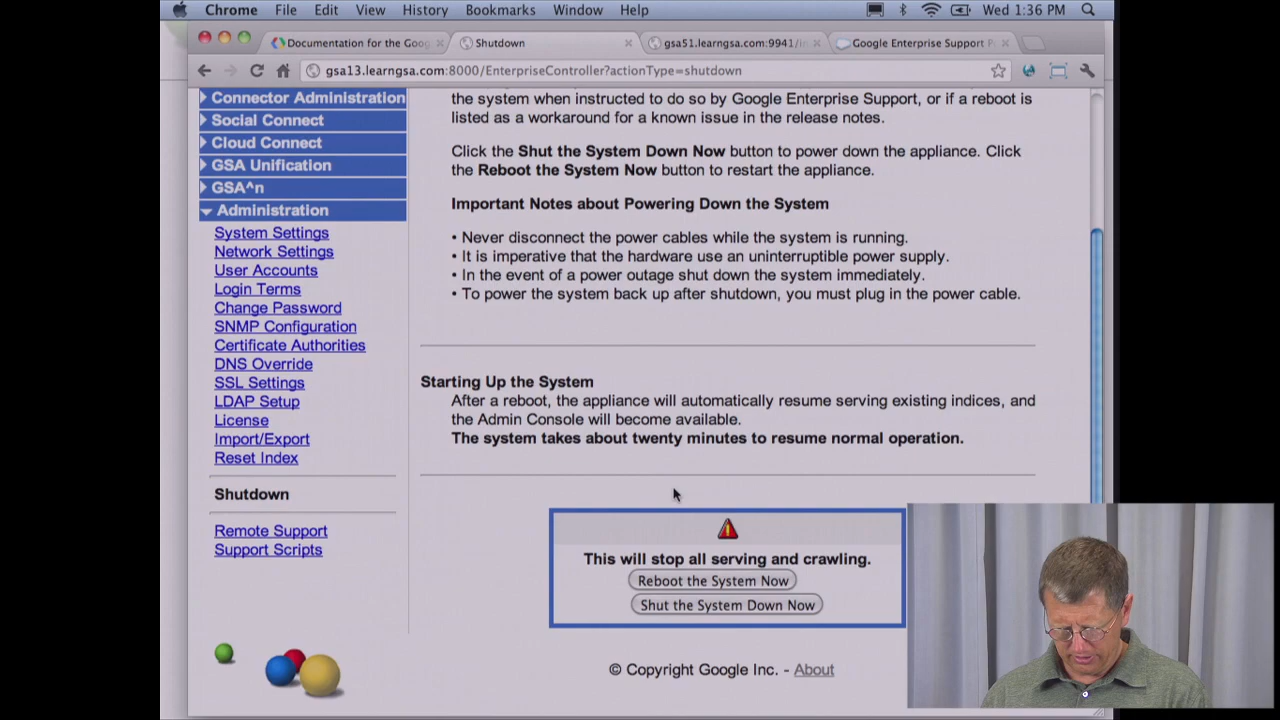 Chrome File Edit View History Bookmarks Window Help Wed 1:36 PM
Documentation for the Goog
Shutdown
gsa51.learngsa.com:9941/in
Google Enterprise Support P
gsa13.learngsa.com:8000/EnterpriseController?actionType=shutdown
Connector Administration
Social Connect
Cloud Connect
GSA Unification
GSA^n
Administration
System Settings
Network Settings
User Accounts
Login Terms
Change Password
SNMP Configuration
Certificate Authorities
DNS Override
SSL Settings
LDAP Setup
License
Import/Export
Reset Index
Shutdown
Remote Support
Support Scripts
the system when instructed to do so by Google Enterprise Support, or if a reboot is
listed as a workaround for a known issue in the release notes.
Click the Shut the System Down Now button to power down the appliance. Click
the Reboot the System Now button to restart the appliance.
Important Notes about Powering Down the System
• Never disconnect the power cables while the system is running.
• It is imperative that the hardware use an uninterruptible power supply.
• In the event of a power outage shut down the system immediately.
• To power the system back up after shutdown, you must plug in the power cable.
Starting Up the System
After a reboot, the appliance will automatically resume serving existing indices, and
the Admin Console will become available.
The system takes about twenty minutes to resume normal operation.
This will stop all serving and crawling.
Reboot the System Now
Shut the System Down Now
© Copyright Google Inc. - About